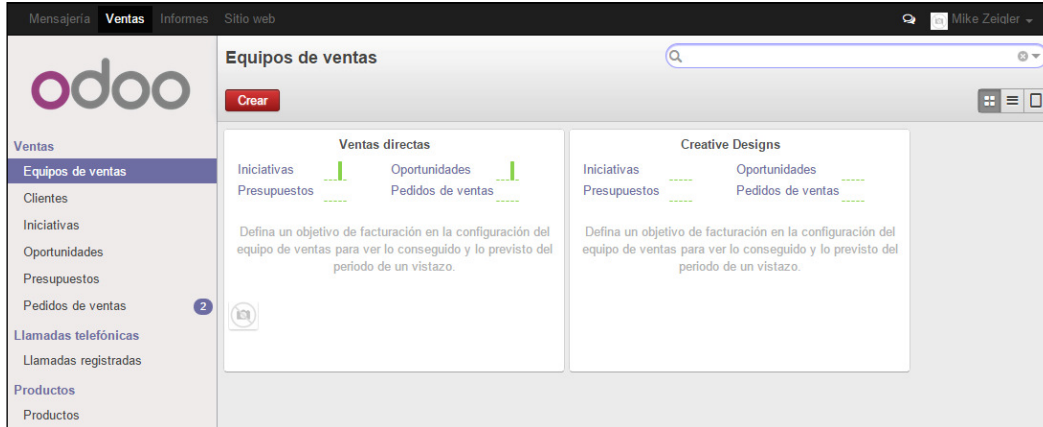 Mensajería Ventas Informes Sitio web Mike Zeigler
odoo
Ventas
Equipos de ventas
Clientes
Iniciativas
Oportunidades
Presupuestos
Pedidos de ventas 2
Llamadas telefónicas
Llamadas registradas
Productos
Productos
Equipos de ventas
Crear
Ventas directas
Iniciativas Oportunidades
Presupuestos Pedidos de ventas
Defina un objetivo de facturación en la configuración del
equipo de ventas para ver lo conseguido y lo previsto del
periodo de un vistazo.
Creative Designs
Iniciativas Oportunidades
Presupuestos Pedidos de ventas
Defina un objetivo de facturación en la configuración del
equipo de ventas para ver lo conseguido y lo previsto del
periodo de un vistazo.